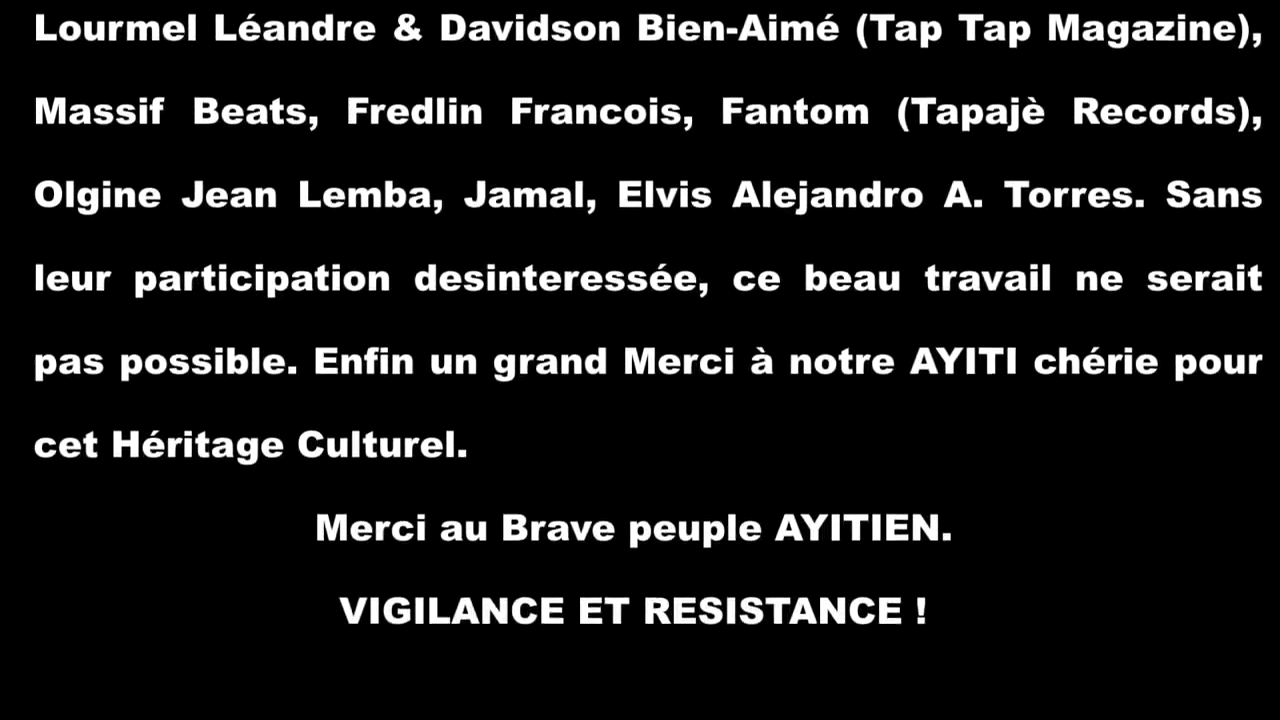 Lourmel Léandre & Davidson Bien-Aimé (Tap Tap Magazine),
Massif Beats, Fredlin Francois, Fantom (Tapajè Records),
Olgine Jean Lemba, Jamal, Elvis Alejandro A. Torres. Sans
leur participation desinteressée, ce beau travail ne serait
pas possible. Enfin un grand Merci à notre AYITI chérie pour
cet Héritage Culturel.
Merci au Brave peuple AYITIEN.
VIGILANCE ET RESISTANCE !